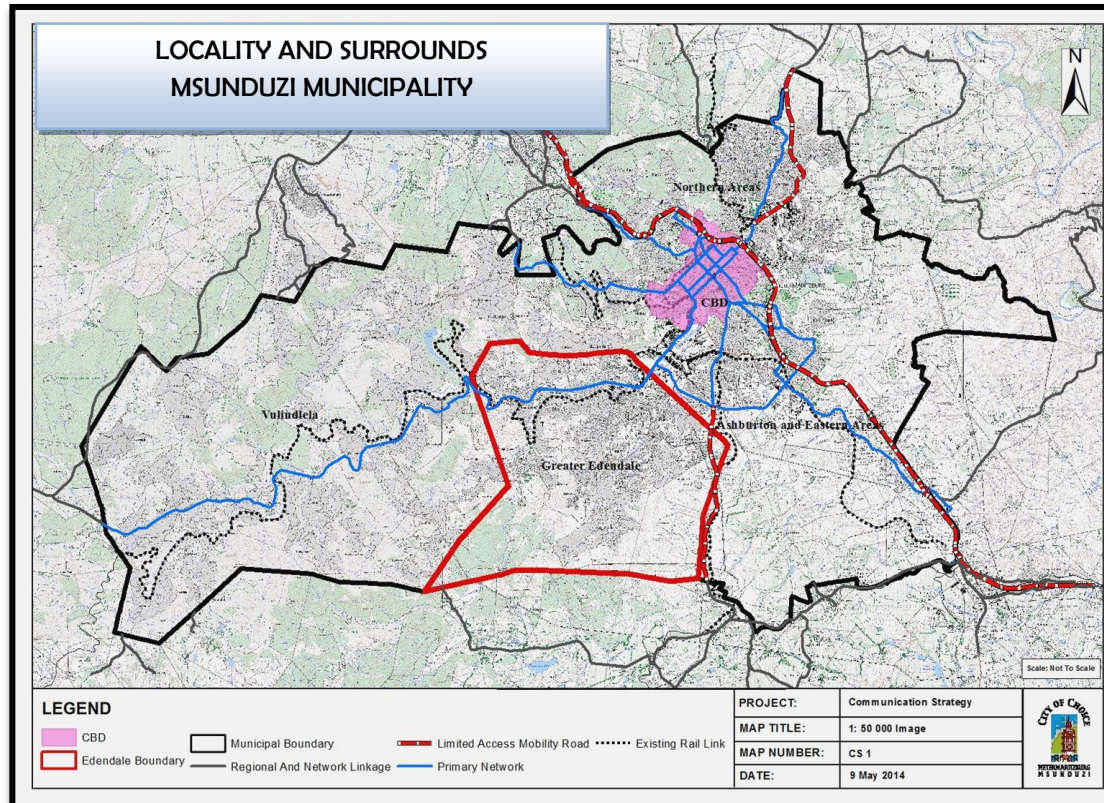 LOCALITY AND SURROUNDS
MSUNDUZI MUNICIPALITY
N
Northern Areas
CBD
Vulindlela
Ashburton and Eastern Areas
Greater Edendale
Scale: Not To Scale
LEGEND
CBD
Edendale Boundary
Municipal Boundary
Regional And Network Linkage
Limited Access Mobility Road
Primary Network
Existing Rail Link
PROJECT: Communication Strategy
MAP TITLE: 1: 50 000 Image
MAP NUMBER: CS 1
DATE: 9 May 2014
CITY OF CHOICE
PIETERMARITZBURG
MSUNDUZI